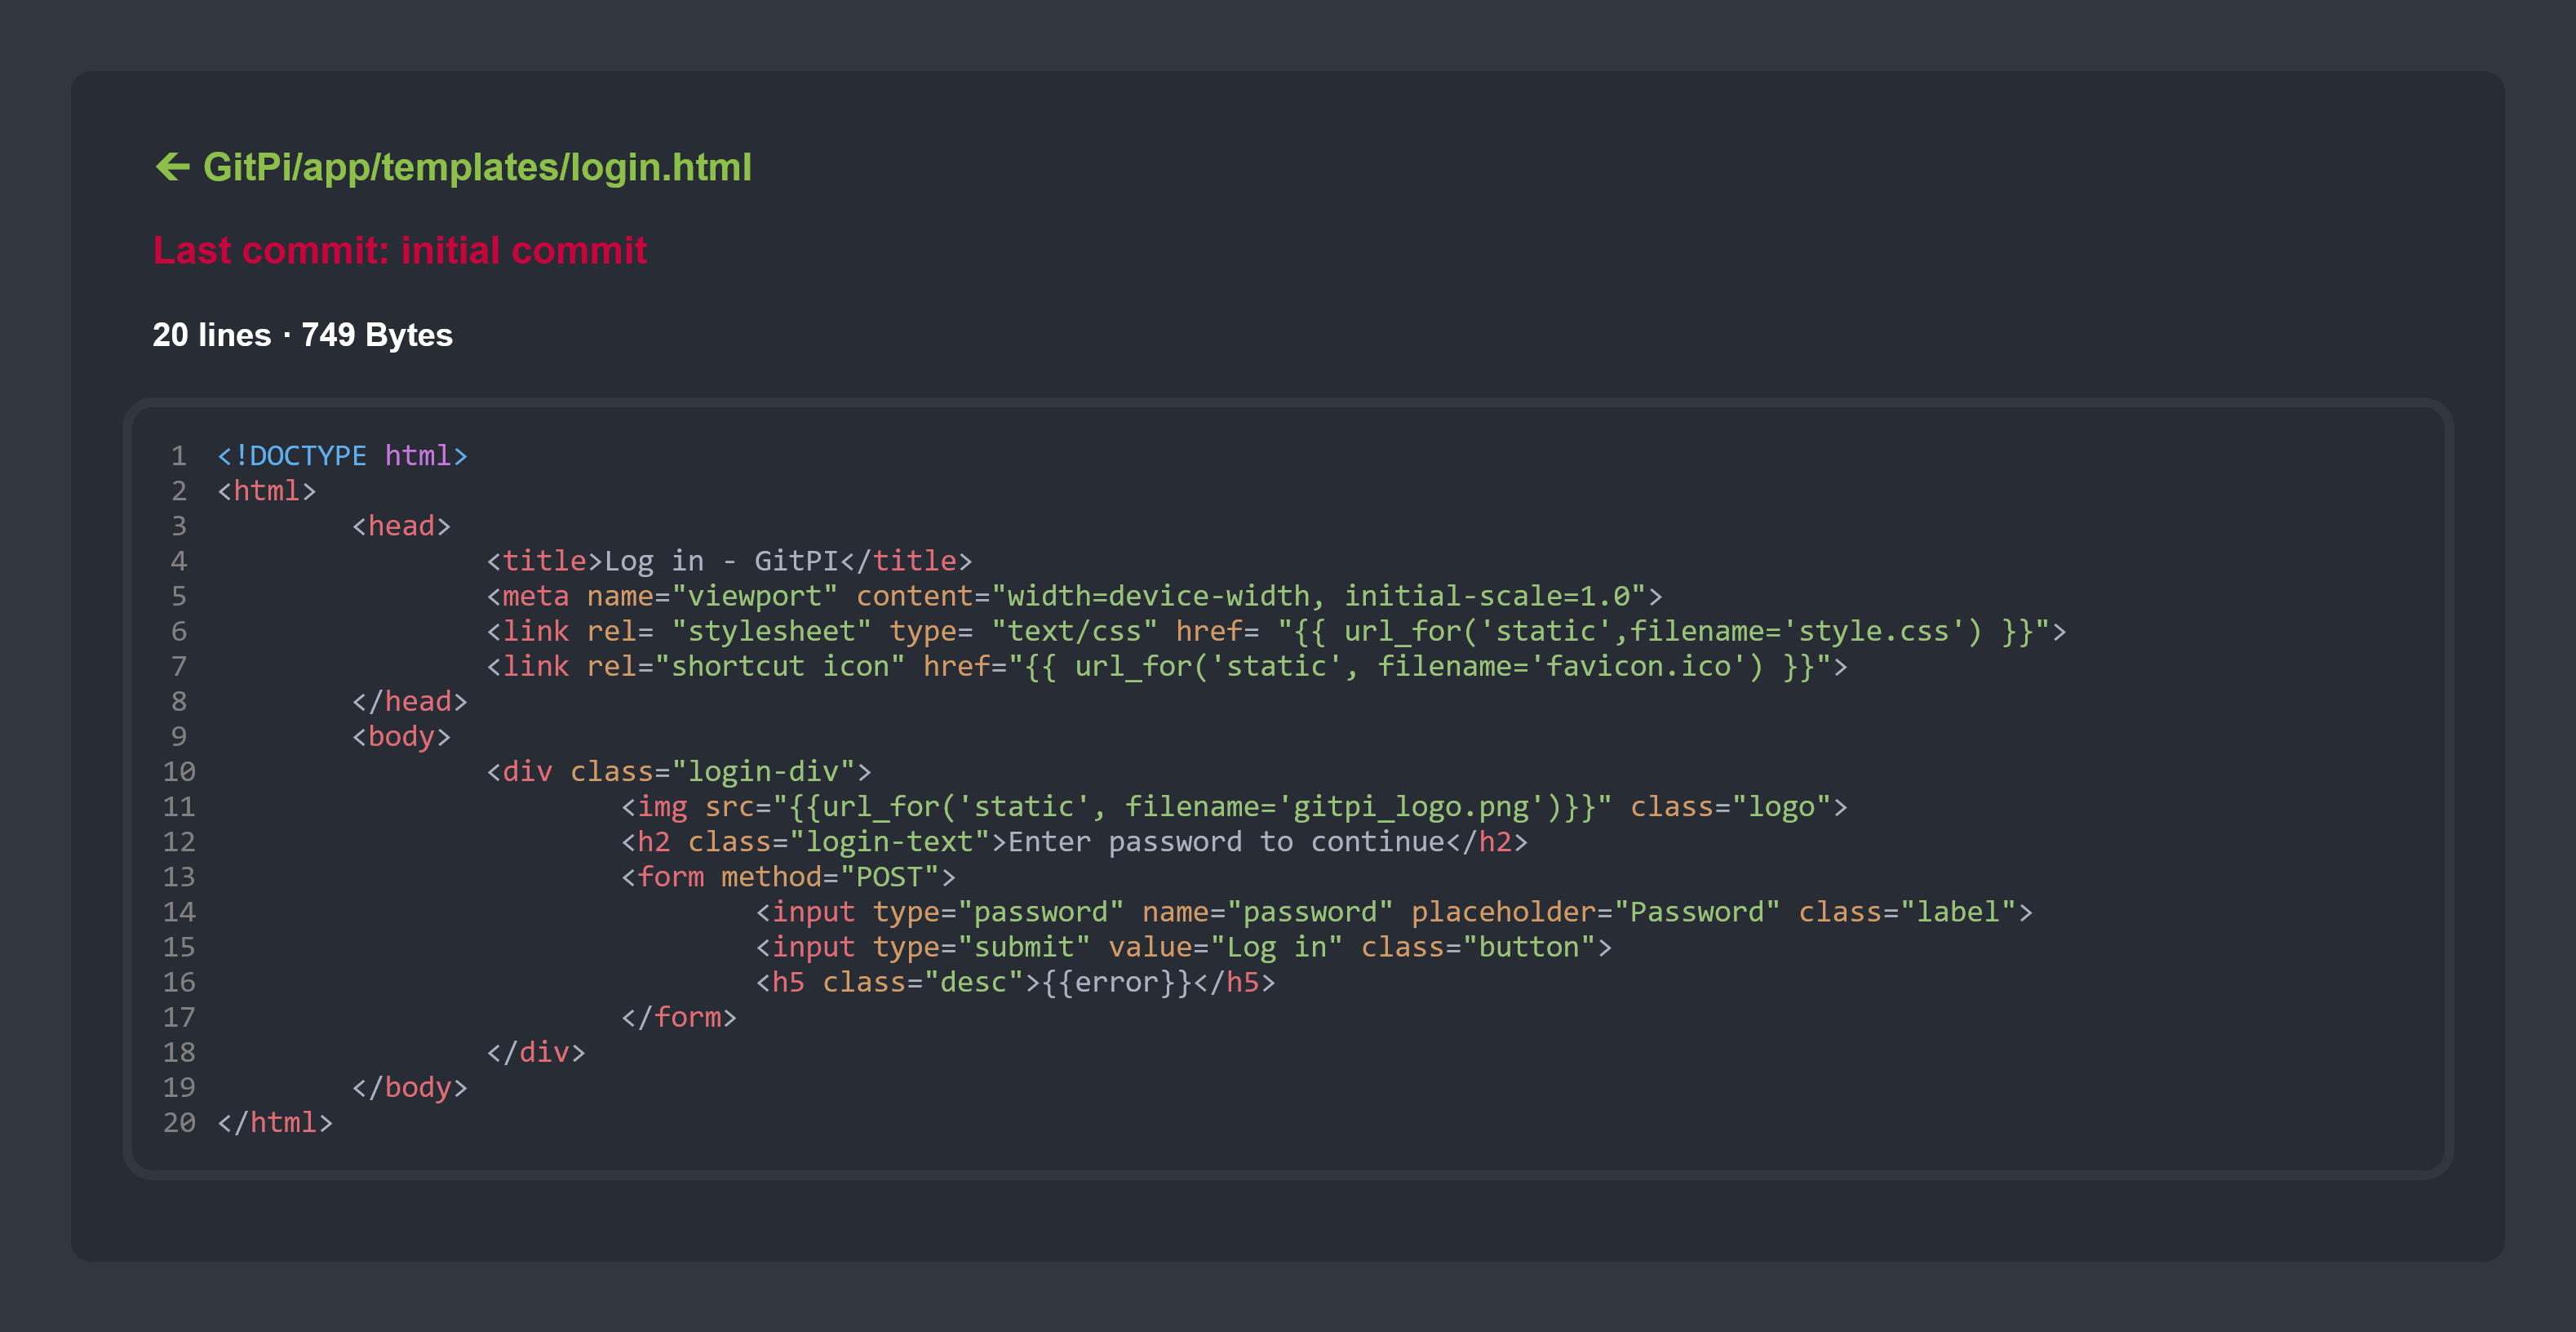 ← GitPi/app/templates/login.html
Last commit: initial commit
20 lines · 749 Bytes
1 <!DOCTYPE html>
2 <html>
3         <head>
4                 <title>Log in - GitPI</title>
5                 <meta name="viewport" content="width=device-width, initial-scale=1.0">
6                 <link rel= "stylesheet" type= "text/css" href= "{{ url_for('static',filename='style.css') }}">
7                 <link rel="shortcut icon" href="{{ url_for('static', filename='favicon.ico') }}">
8         </head>
9         <body>
10                 <div class="login-div">
11                         <img src="{{url_for('static', filename='gitpi_logo.png')}}" class="logo">
12                         <h2 class="login-text">Enter password to continue</h2>
13                         <form method="POST">
14                                 <input type="password" name="password" placeholder="Password" class="label">
15                                 <input type="submit" value="Log in" class="button">
16                                 <h5 class="desc">{{error}}</h5>
17                         </form>
18                 </div>
19         </body>
20 </html>